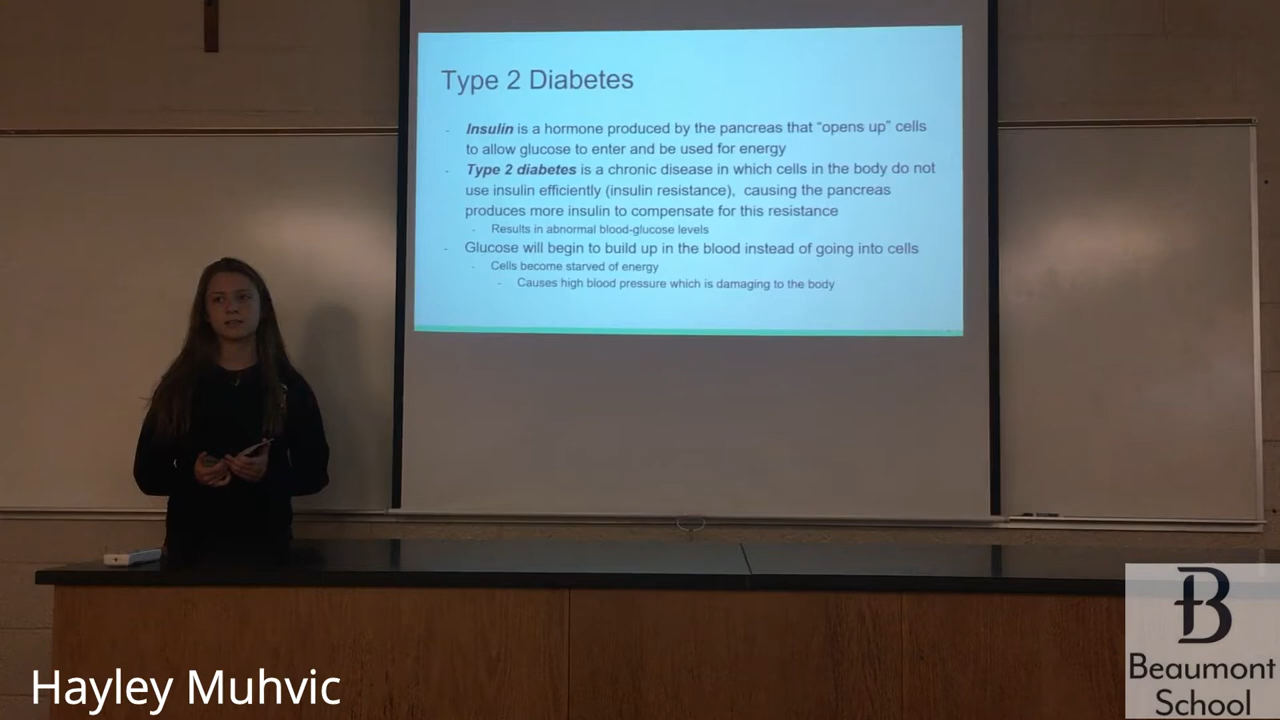 Type 2 Diabetes
- Insulin is a hormone produced by the pancreas that “opens up” cells
to allow glucose to enter and be used for energy
- Type 2 diabetes is a chronic disease in which cells in the body do not
use insulin efficiently (insulin resistance), causing the pancreas
produces more insulin to compensate for this resistance
- Results in abnormal blood-glucose levels
- Glucose will begin to build up in the blood instead of going into cells
- Cells become starved of energy
- Causes high blood pressure which is damaging to the body
Hayley Muhvic
B
Beaumont
School